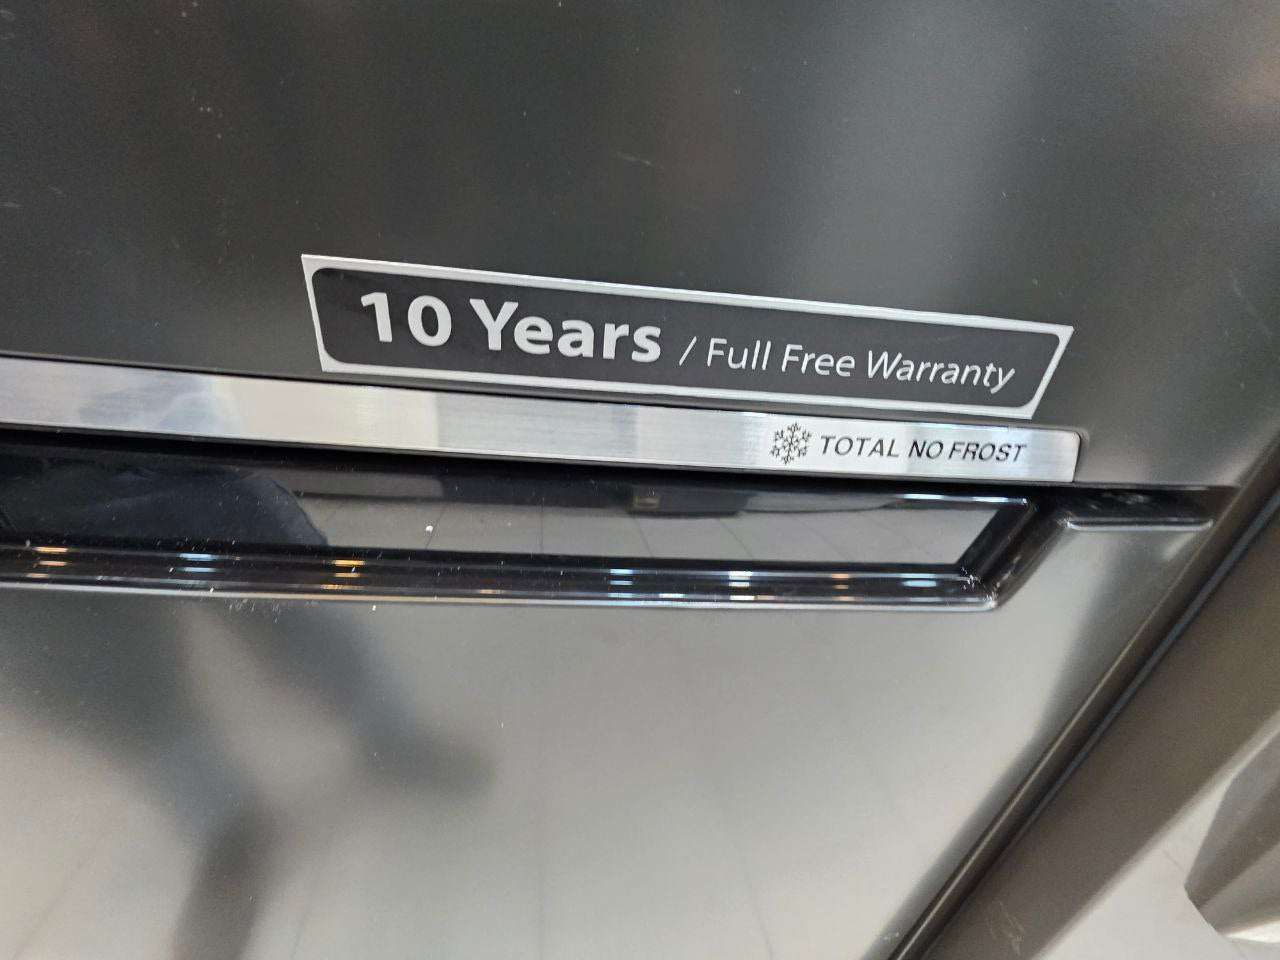 10 Years / Full Free Warranty
TOTAL NO FROST